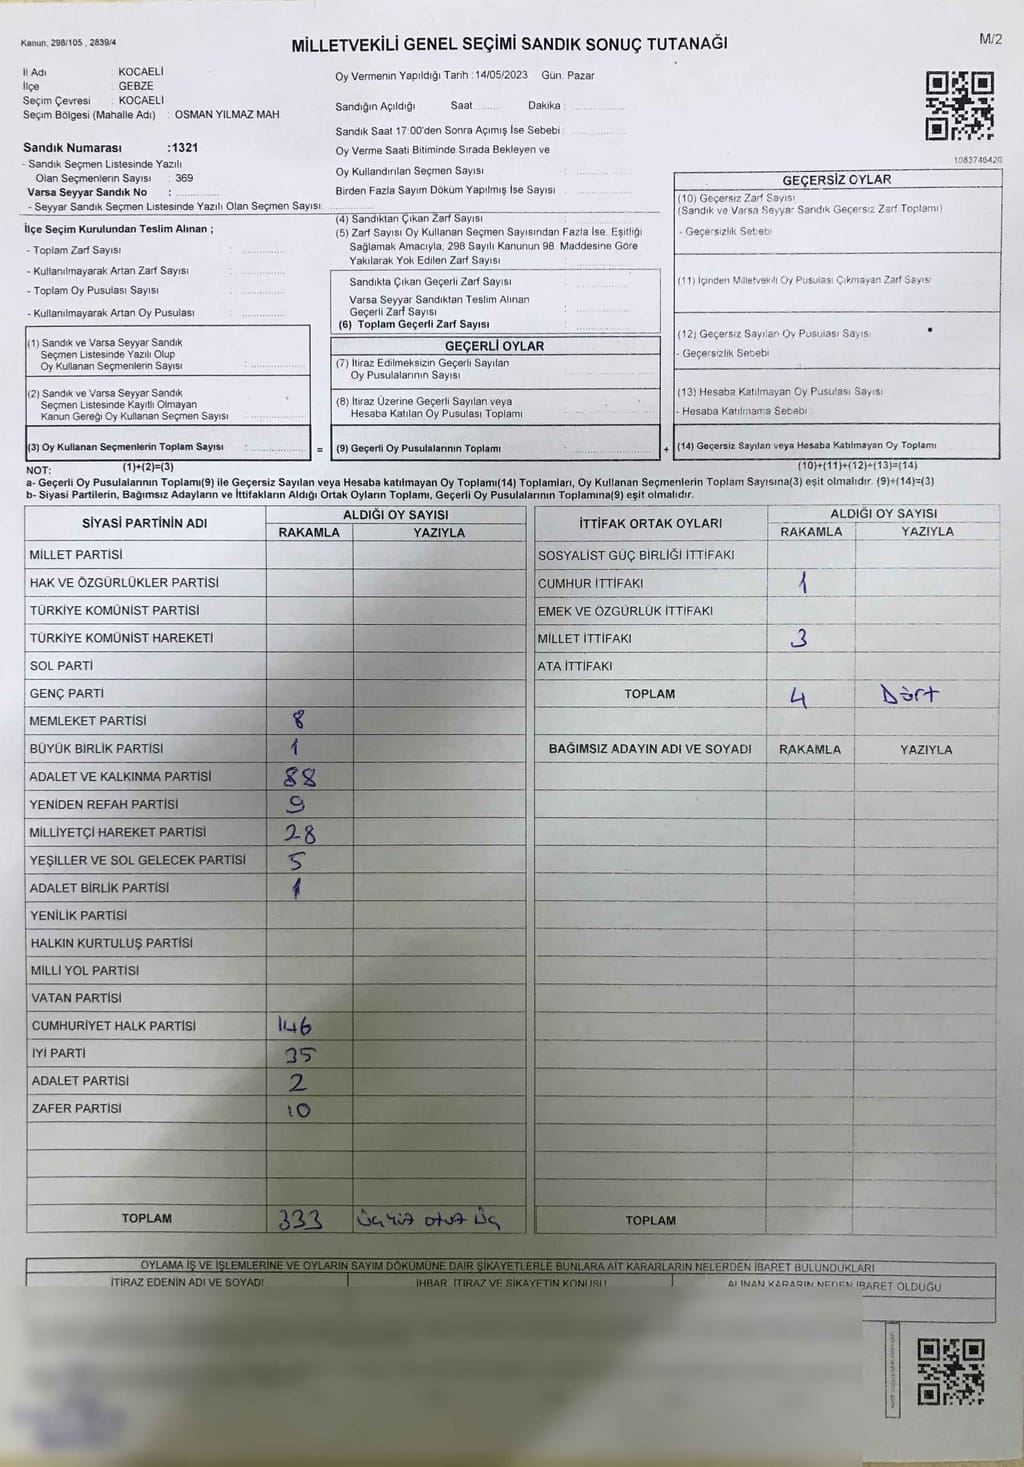 Kanun, 298/105 , 2839/4
MİLLETVEKİLİ GENEL SEÇİMİ SANDIK SONUÇ TUTANAĞI
M/2
İl Adı : KOCAELİ
İlçe : GEBZE
Seçim Çevresi : KOCAELİ
Seçim Bölgesi (Mahalle Adı) : OSMAN YILMAZ MAH.
Sandık Numarası :1321
- Sandık Seçmen Listesinde Yazılı
Olan Seçmenlerin Sayısı : 369
Varsa Seyyar Sandık No :
- Seyyar Sandık Seçmen Listesinde Yazılı Olan Seçmen Sayısı:
Oy Vermenin Yapıldığı Tarih :14/05/2023 Gün: Pazar
Sandığın Açıldığı Saat Dakika :
Sandık Saat 17:00'den Sonra Açımış İse Sebebi :
Oy Verme Saati Bitiminde Sırada Bekleyen ve
Oy Kullandırılan Seçmen Sayısı :
Birden Fazla Sayım Döküm Yapılmış İse Sayısı :
1083746420
İlçe Seçim Kurulundan Teslim Alınan ;
- Toplam Zarf Sayısı :
- Kullanılmayarak Artan Zarf Sayısı :
- Toplam Oy Pusulası Sayısı :
- Kullanılmayarak Artan Oy Pusulası :
(4) Sandıktan Çıkan Zarf Sayısı :
(5) Zarf Sayısı Oy Kullanan Seçmen Sayısından Fazla İse, Eşitliği
Sağlamak Amacıyla, 298 Sayılı Kanunun 98. Maddesine Göre
Yakılarak Yok Edilen Zarf Sayısı :
Sandıkta Çıkan Geçerli Zarf Sayısı :
Varsa Seyyar Sandıktan Teslim Alınan
Geçerli Zarf Sayısı :
(6) Toplam Geçerli Zarf Sayısı :
GEÇERSİZ OYLAR
(10) Geçersiz Zarf Sayısı
(Sandık ve Varsa Seyyar Sandık Geçersiz Zarf Toplamı)
- Geçersizlik Sebebi
(11) İçinden Milletvekili Oy Pusulası Çıkmayan Zarf Sayısı
(12) Geçersiz Sayılan Oy Pusulası Sayısı
- Geçersizlik Sebebi
(13) Hesaba Katılmayan Oy Pusulası Sayısı
- Hesaba Katılmama Sebebi :
(14) Geçersiz Sayılan veya Hesaba Katılmayan Oy Toplamı
(1) Sandık ve Varsa Seyyar Sandık
Seçmen Listesinde Yazılı Olup
Oy Kullanan Seçmenlerin Sayısı :
(2) Sandık ve Varsa Seyyar Sandık
Seçmen Listesinde Kayıtlı Olmayan
Kanun Gereği Oy Kullanan Seçmen Sayısı :
(3) Oy Kullanan Seçmenlerin Toplam Sayısı :
GEÇERLİ OYLAR
(7) İtiraz Edilmeksizin Geçerli Sayılan
Oy Pusulalarının Sayısı :
(8) İtiraz Üzerine Geçerli Sayılan veya
Hesaba Katılan Oy Pusulası Toplamı :
= (9) Geçerli Oy Pusulalarının Toplamı : +
NOT: (1)+(2)=(3) (10)+(11)+(12)+(13)=(14)
a- Geçerli Oy Pusulalarının Toplamı(9) ile Geçersiz Sayılan veya Hesaba katılmayan Oy Toplamı(14) Toplamları, Oy Kullanan Seçmenlerin Toplam Sayısına(3) eşit olmalıdır. (9)+(14)=(3)
b- Siyasi Partilerin, Bağımsız Adayların ve İttifakların Aldığı Ortak Oyların Toplamı, Geçerli Oy Pusulalarının Toplamına(9) eşit olmalıdır.
SİYASİ PARTİNİN ADI ALDIĞI OY SAYISI
RAKAMLA YAZIYLA
MİLLET PARTİSİ
HAK VE ÖZGÜRLÜKLER PARTİSİ
TÜRKİYE KOMÜNİST PARTİSİ
TÜRKİYE KOMÜNİST HAREKETİ
SOL PARTİ
GENÇ PARTİ
MEMLEKET PARTİSİ 8
BÜYÜK BİRLİK PARTİSİ 1
ADALET VE KALKINMA PARTİSİ 88
YENİDEN REFAH PARTİSİ 9
MİLLİYETÇİ HAREKET PARTİSİ 28
YEŞİLLER VE SOL GELECEK PARTİSİ 5
ADALET BİRLİK PARTİSİ 1
YENİLİK PARTİSİ
HALKIN KURTULUŞ PARTİSİ
MİLLİ YOL PARTİSİ
VATAN PARTİSİ
CUMHURİYET HALK PARTİSİ 146
İYİ PARTİ 35
ADALET PARTİSİ 2
ZAFER PARTİSİ 10
TOPLAM 333 üçyüz otuz üç
İTTİFAK ORTAK OYLARI ALDIĞI OY SAYISI
RAKAMLA YAZIYLA
SOSYALİST GÜÇ BİRLİĞİ İTTİFAKI
CUMHUR İTTİFAKI 1
EMEK VE ÖZGÜRLÜK İTTİFAKI
MİLLET İTTİFAKI 3
ATA İTTİFAKI
TOPLAM 4 Dört
BAĞIMSIZ ADAYIN ADI VE SOYADI RAKAMLA YAZIYLA
TOPLAM
OYLAMA İŞ VE İŞLEMLERİNE VE OYLARIN SAYIM DÖKÜMÜNE DAİR ŞİKAYETLERLE BUNLARA AİT KARARLARIN NELERDEN İBARET BULUNDUKLARI
İTİRAZ EDENİN ADI VE SOYADI İHBAR, İTİRAZ VE ŞİKAYETİN KONUSU ALINAN KARARIN NEDEN İBARET OLDUĞU